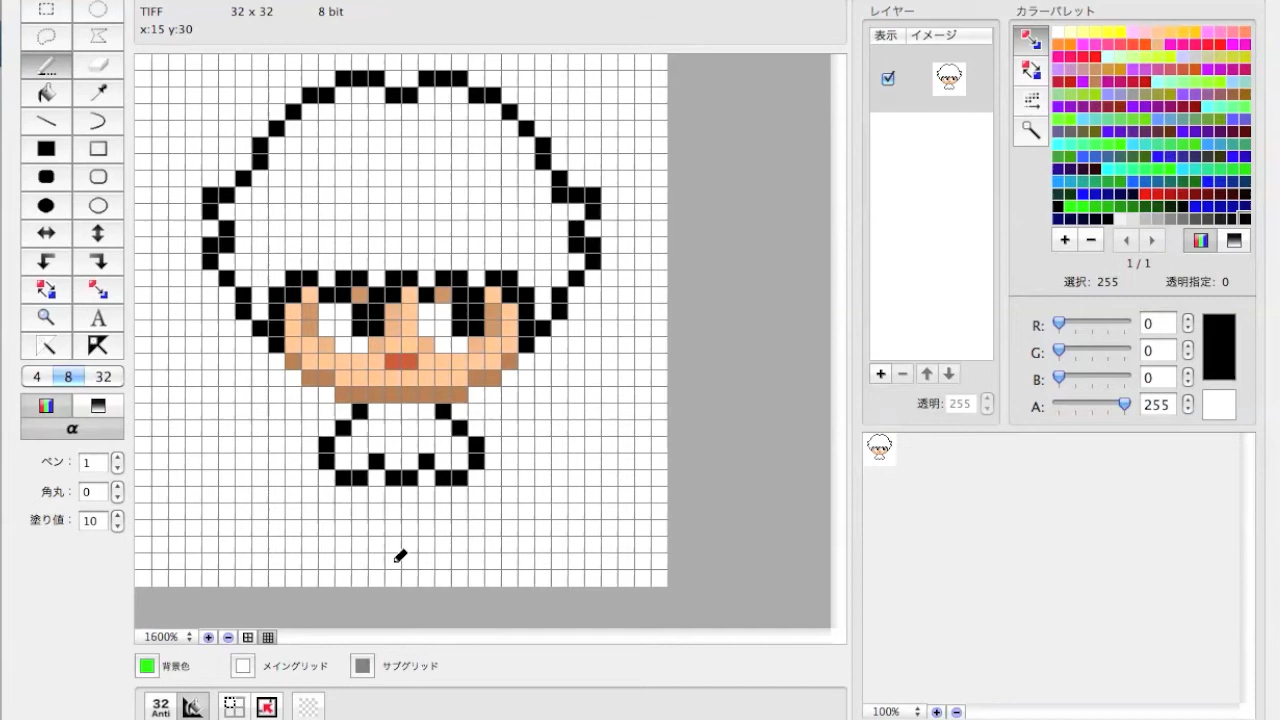 TIFF 32 x 32 8 bit
x:15 y:30
レイヤー
表示 イメージ
カラーパレット
1 / 1
選択: 255 透明指定: 0
R: 0
G: 0
B: 0
A: 255
透明: 255
A
4 8 32
α
ペン: 1
角丸: 0
塗り値: 10
1600%
背景色 メイングリッド サブグリッド
32
Anti
100%